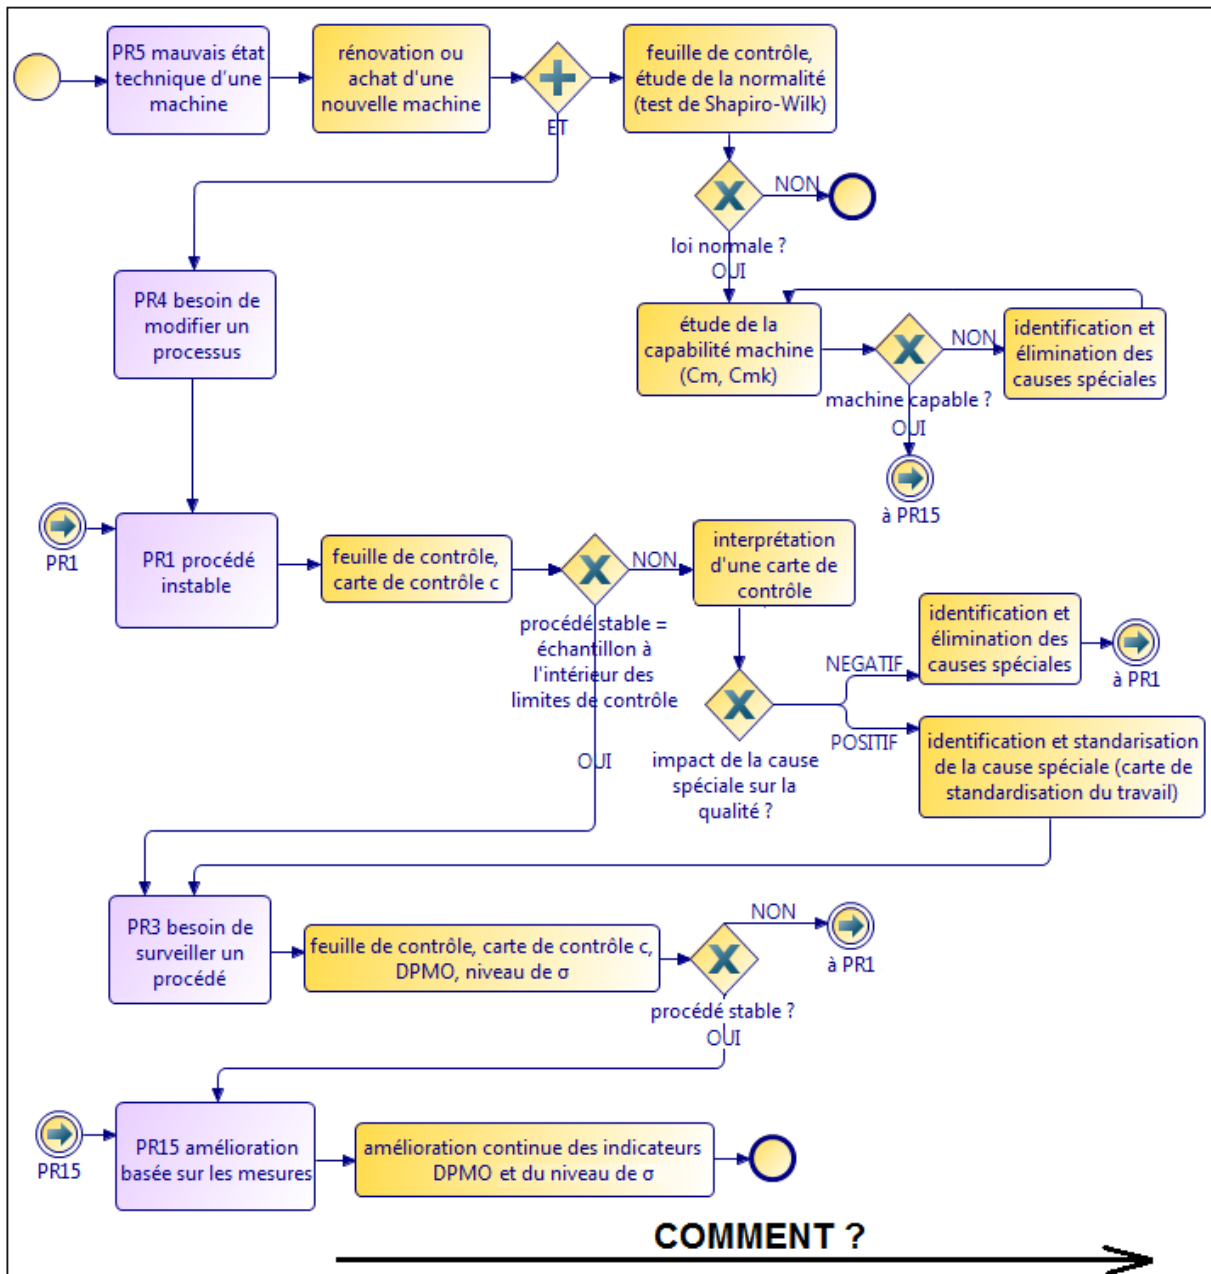 PR5 mauvais état
technique d'une
machine
rénovation ou
achat d'une
nouvelle machine
ET
feuille de contrôle,
étude de la normalité
(test de Shapiro-Wilk)
NON
loi normale ?
OUI
PR4 besoin de
modifier un
processus
étude de la
capabilité machine
(Cm, Cmk)
NON
identification et
élimination des
causes spéciales
machine capable ?
OUI
à PR15
PR1
PR1 procédé
instable
feuille de contrôle,
carte de contrôle c
NON
procédé stable =
échantillon à
l'intérieur des
limites de contrôle
OUI
interprétation
d'une carte de
contrôle
impact de la cause
spéciale sur la
qualité ?
NEGATIF
identification et
élimination des
causes spéciales
à PR1
POSITIF
identification et standarisation
de la cause spéciale (carte de
standardisation du travail)
PR3 besoin de
surveiller un
procédé
feuille de contrôle, carte de contrôle c,
DPMO, niveau de σ
NON
à PR1
procédé stable ?
OUI
PR15
PR15 amélioration
basée sur les mesures
amélioration continue des indicateurs
DPMO et du niveau de σ
COMMENT ?